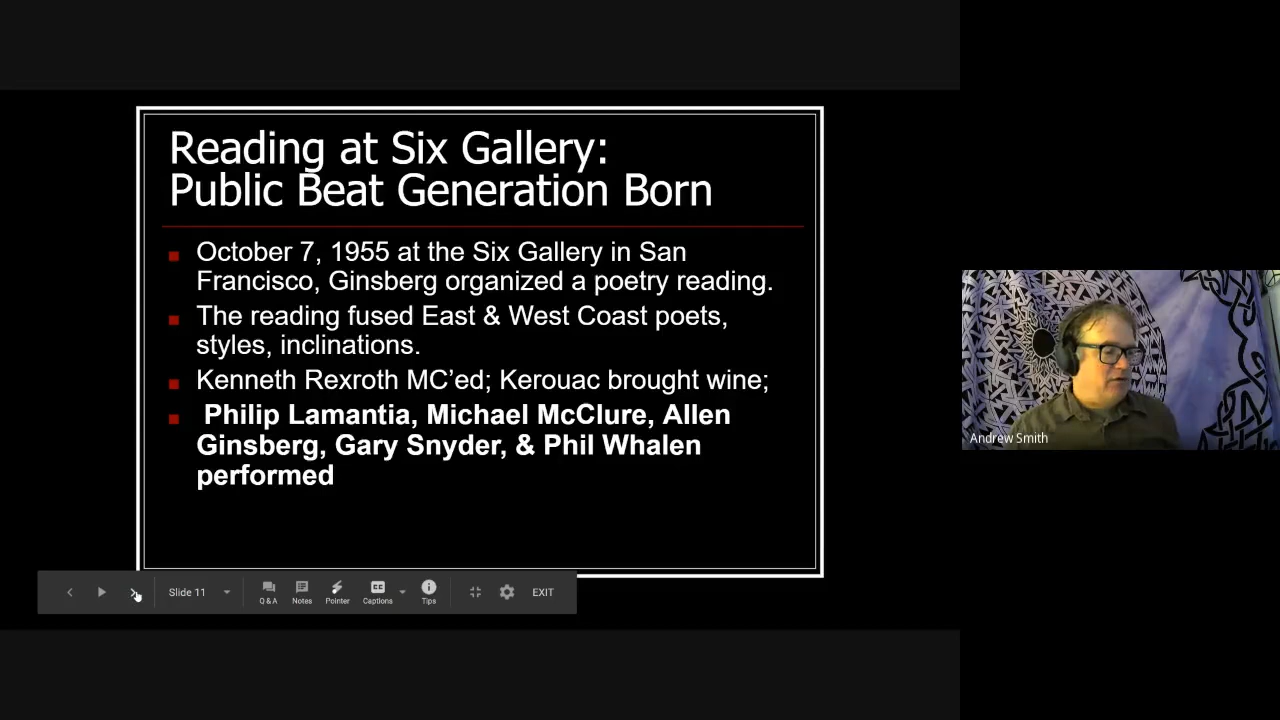 Reading at Six Gallery:
Public Beat Generation Born
October 7, 1955 at the Six Gallery in San
Francisco, Ginsberg organized a poetry reading.
The reading fused East & West Coast poets,
styles, inclinations.
Kenneth Rexroth MC'ed; Kerouac brought wine;
Philip Lamantia, Michael McClure, Allen
Ginsberg, Gary Snyder, & Phil Whalen
performed
Andrew Smith
Slide 11
Q & A
Notes
Pointer
CC
Captions
Tips
EXIT